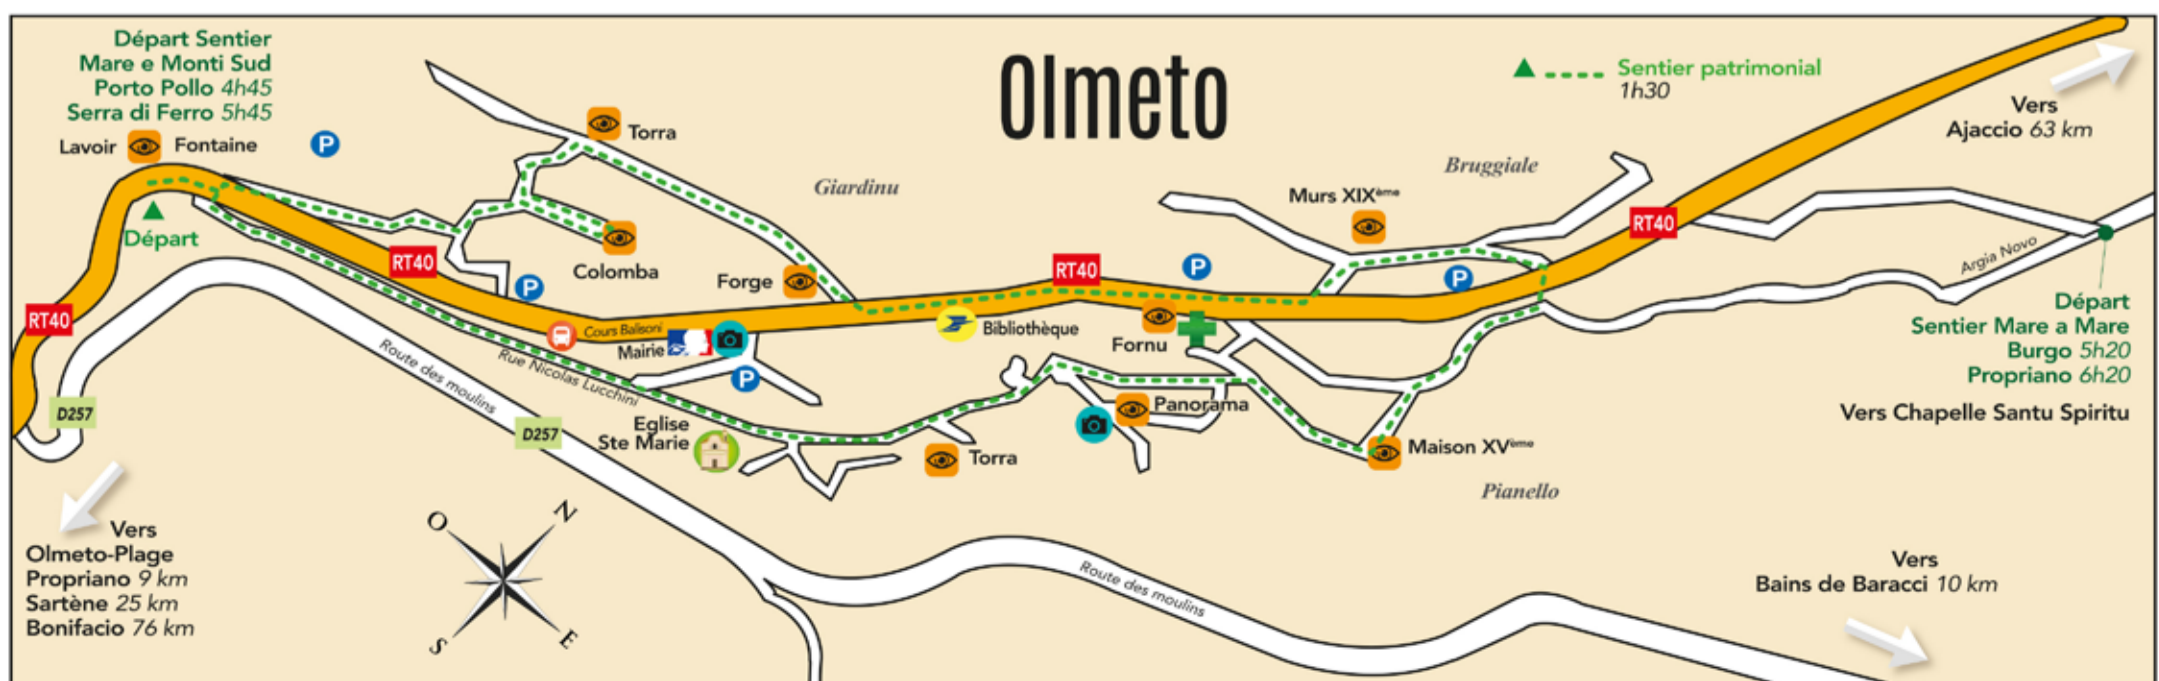 Olmeto
Départ Sentier
Mare e Monti Sud
Porto Pollo 4h45
Serra di Ferro 5h45
Lavoir
Fontaine
P
Torra
Giardinu
Sentier patrimonial
1h30
Vers
Ajaccio 63 km
Bruggiale
Murs XIXème
Départ
RT40
Colomba
Forge
RT40
P
P
RT40
P
RT40
Argia Novo
Cours Balisoni
Mairie
Bibliothèque
Fornu
Départ
Sentier Mare a Mare
Burgo 5h20
Propriano 6h20
Vers Chapelle Santu Spiritu
D257
Route des moulins
Rue Nicolas Lucchini
P
D257
Eglise
Ste Marie
Torra
Panorama
Maison XVème
Pianello
Vers
Olmeto-Plage
Propriano 9 km
Sartène 25 km
Bonifacio 76 km
O
N
S
E
Route des moulins
Vers
Bains de Baracci 10 km